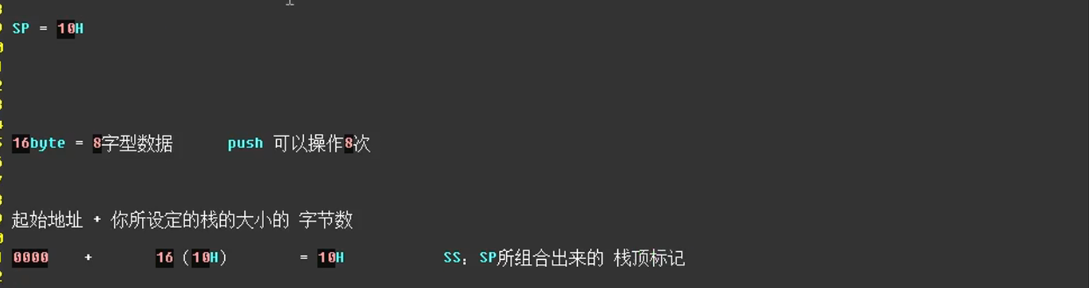 SP = 10H
16byte = 8字型数据 push 可以操作8次
起始地址 + 你所设定的栈的大小的 字节数
0000 + 16 (10H) = 10H SS：SP所组合出来的 栈顶标记